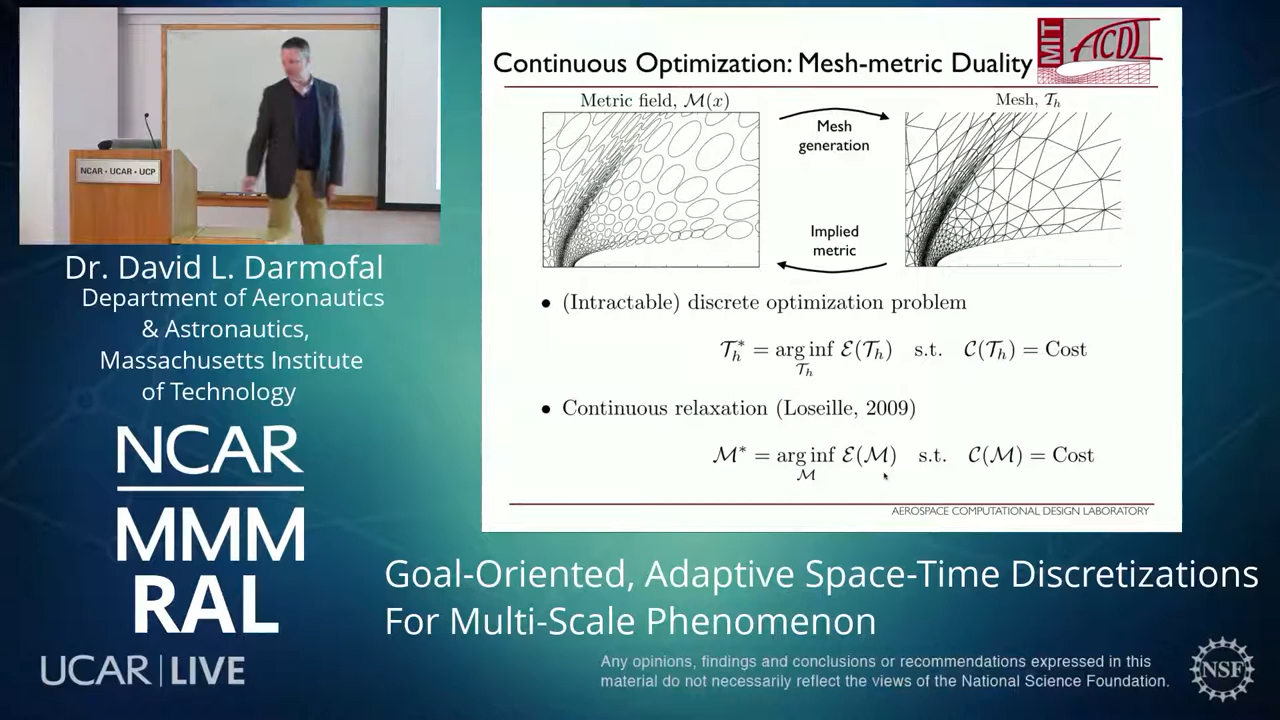 NCAR • UCAR • UCP
Dr. David L. Darmofal
Department of Aeronautics
& Astronautics,
Massachusetts Institute
of Technology
NCAR
MMM
RAL
UCAR | LIVE
Continuous Optimization: Mesh-metric Duality
MIT
ACDL
Metric field, ℳ(x)
Mesh, 𝒯ₕ
Mesh
generation
Implied
metric
• (Intractable) discrete optimization problem
𝒯ₕ* = arg inf ℰ(𝒯ₕ) s.t. 𝒞(𝒯ₕ) = Cost
𝒯ₕ
• Continuous relaxation (Loseille, 2009)
ℳ* = arg inf ℰ(ℳ) s.t. 𝒞(ℳ) = Cost
ℳ
AEROSPACE COMPUTATIONAL DESIGN LABORATORY
Goal-Oriented, Adaptive Space-Time Discretizations
For Multi-Scale Phenomenon
Any opinions, findings and conclusions or recommendations expressed in this
material do not necessarily reflect the views of the National Science Foundation.
NSF